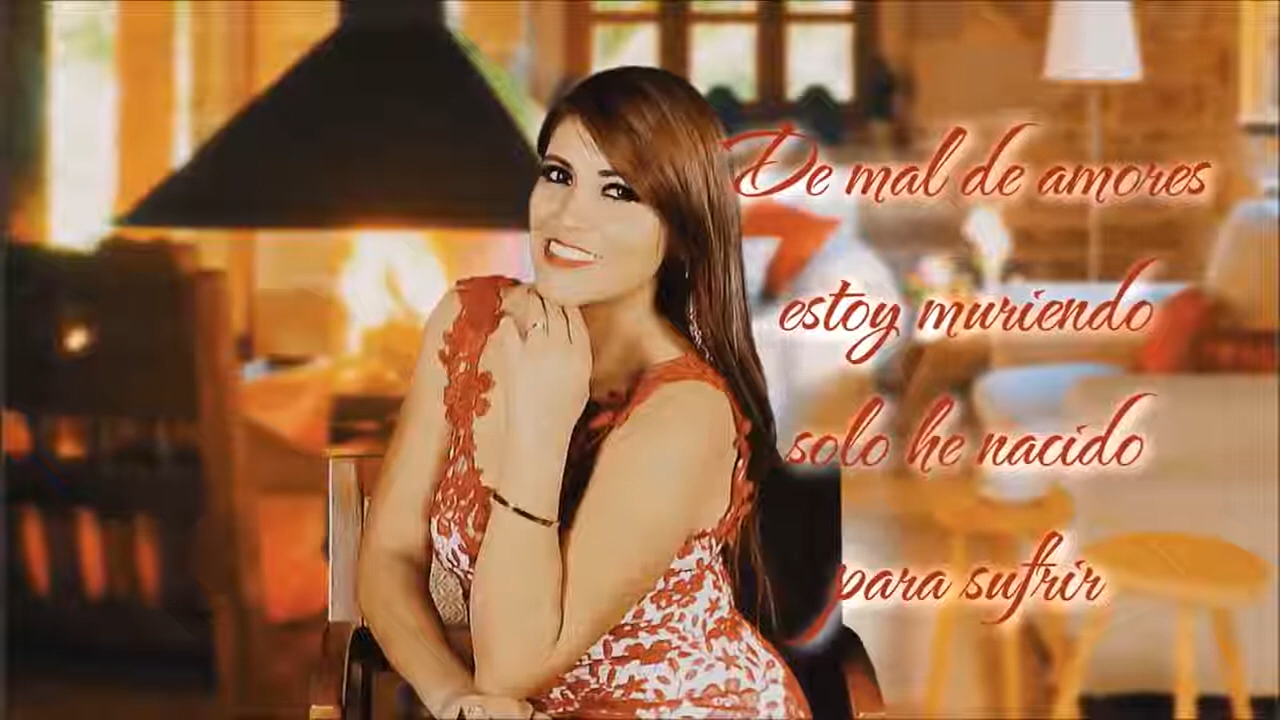 De mal de amores
estoy muriendo
solo he nacido
para sufrir